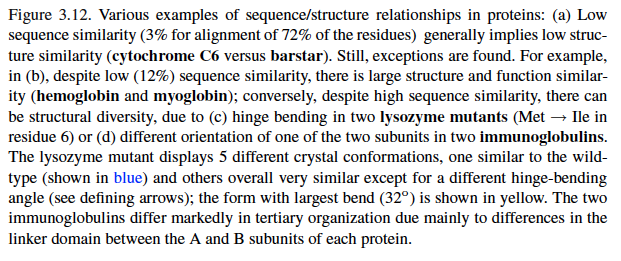 Figure 3.12. Various examples of sequence/structure relationships in proteins: (a) Low
sequence similarity (3% for alignment of 72% of the residues) generally implies low struc-
ture similarity (cytochrome C6 versus barstar). Still, exceptions are found. For example,
in (b), despite low (12%) sequence similarity, there is large structure and function similar-
ity (hemoglobin and myoglobin); conversely, despite high sequence similarity, there can
be structural diversity, due to (c) hinge bending in two lysozyme mutants (Met → Ile in
residue 6) or (d) different orientation of one of the two subunits in two immunoglobulins.
The lysozyme mutant displays 5 different crystal conformations, one similar to the wild-
type (shown in blue) and others overall very similar except for a different hinge-bending
angle (see defining arrows); the form with largest bend (32°) is shown in yellow. The two
immunoglobulins differ markedly in tertiary organization due mainly to differences in the
linker domain between the A and B subunits of each protein.